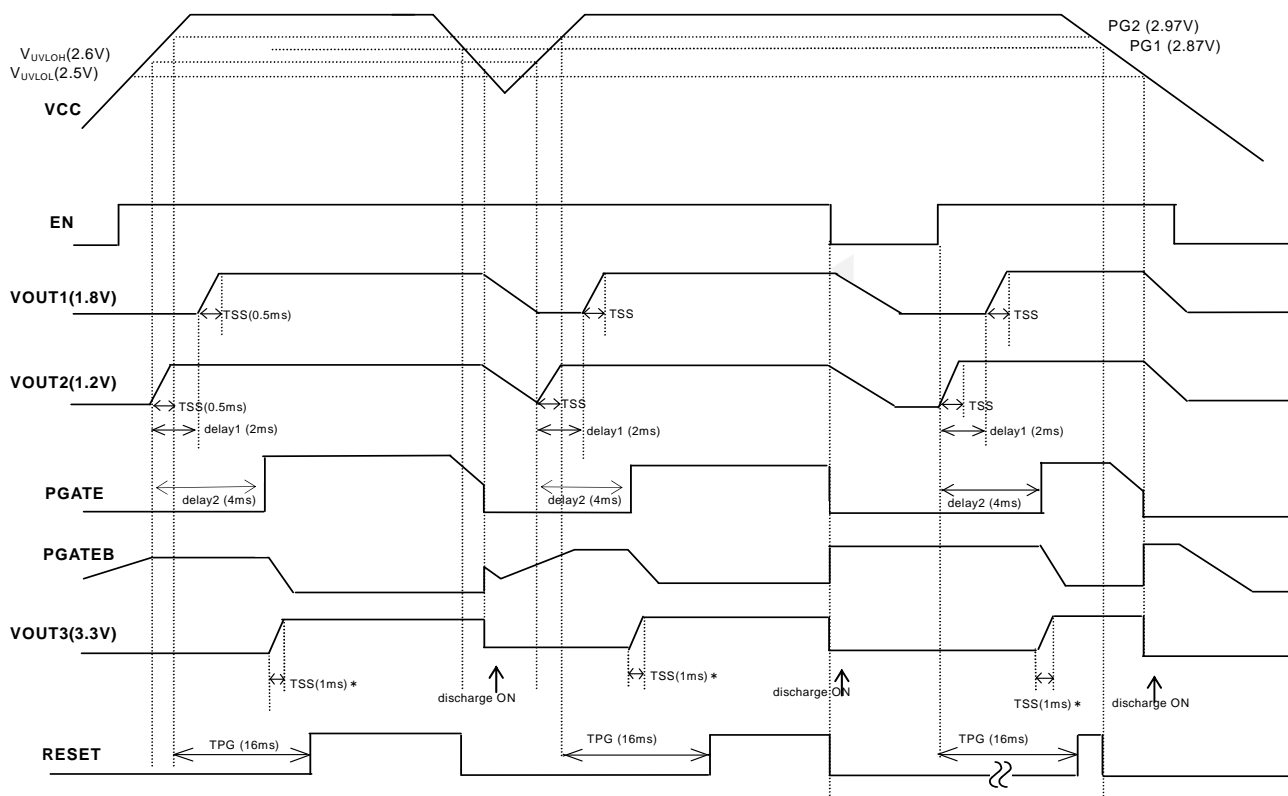 PG2 (2.97V)
PG1 (2.87V)
VUVLOH(2.6V)
VUVLOL(2.5V)
VCC
EN
VOUT1(1.8V)
TSS(0.5ms)
TSS
TSS
VOUT2(1.2V)
TSS(0.5ms)
TSS
TSS
delay1 (2ms)
delay1 (2ms)
delay1 (2ms)
PGATE
delay2 (4ms)
delay2 (4ms)
delay2 (4ms)
PGATEB
VOUT3(3.3V)
TSS(1ms)*
discharge ON
TSS(1ms)*
discharge ON
TSS(1ms)*
discharge ON
RESET
TPG (16ms)
TPG (16ms)
TPG (16ms)